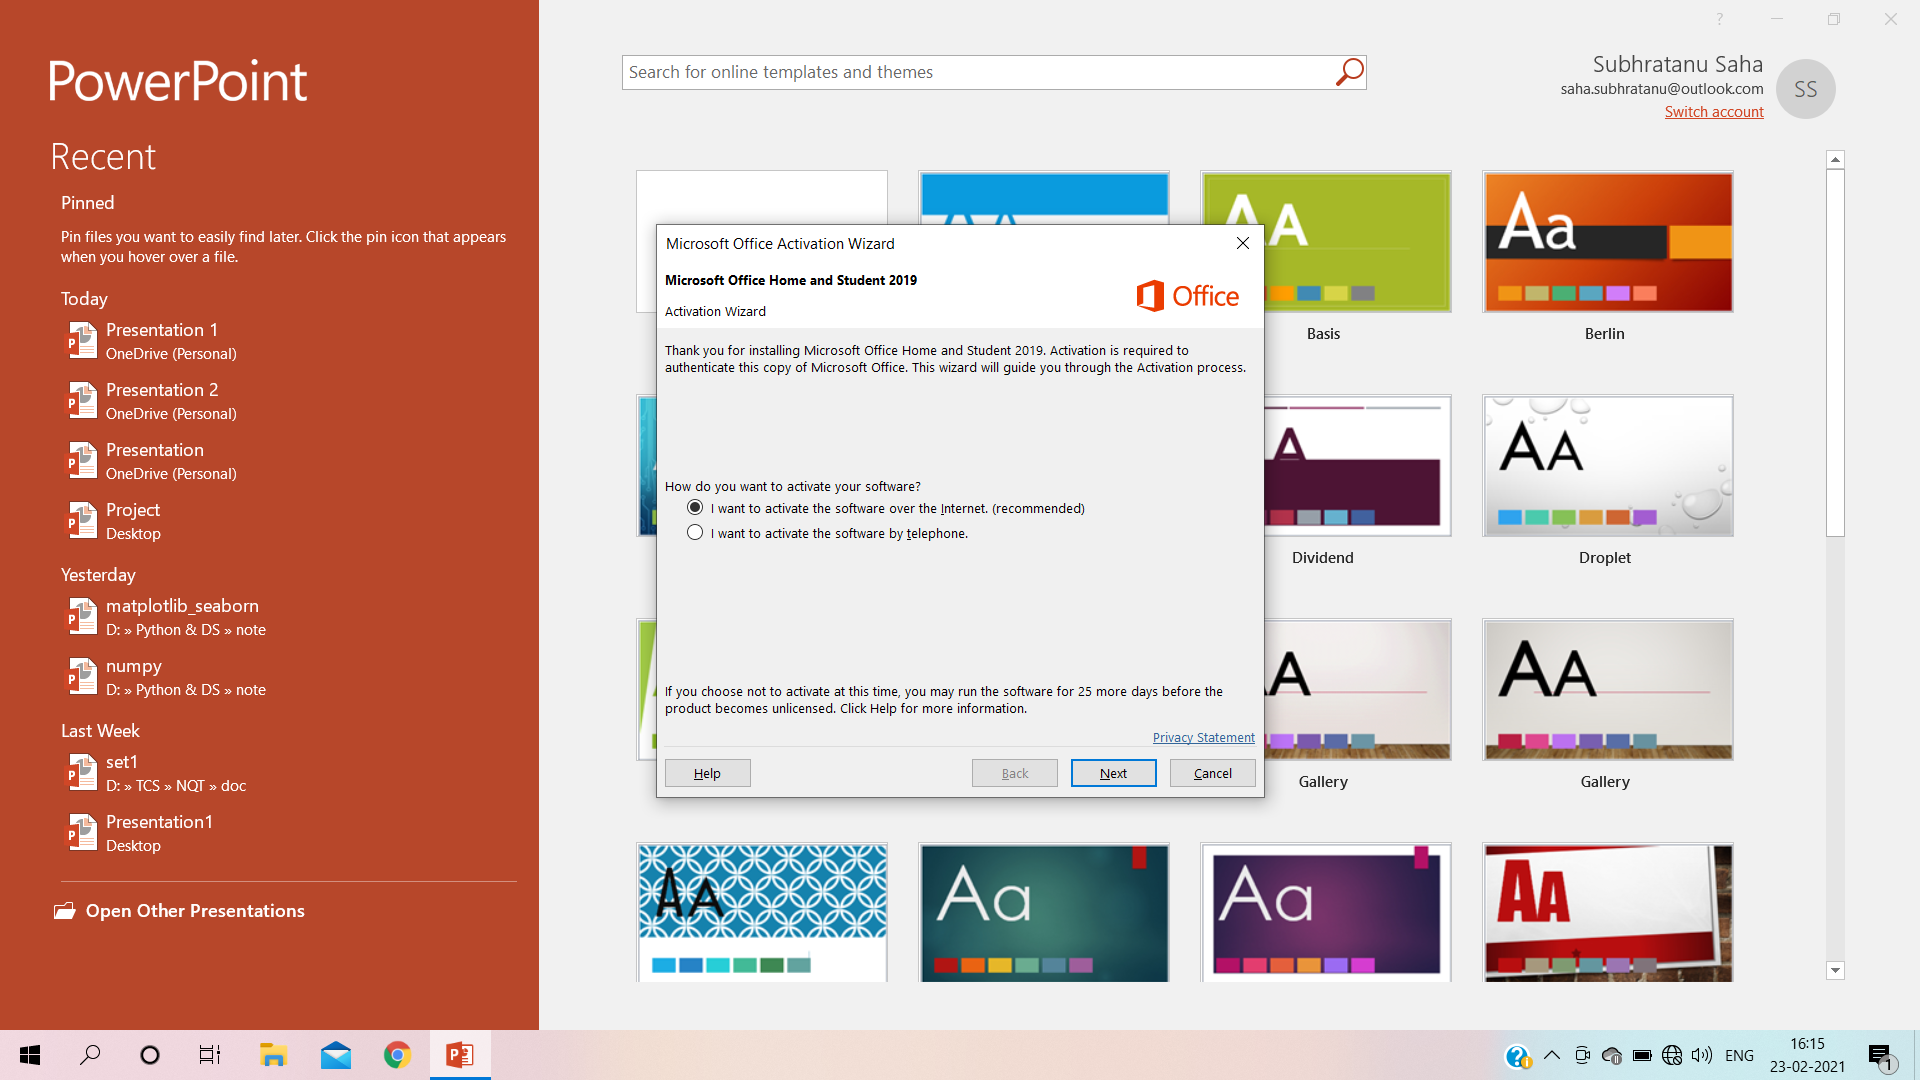 PowerPoint
Recent
Pinned
Pin files you want to easily find later. Click the pin icon that appears
when you hover over a file.
Today
Presentation 1
OneDrive (Personal)
Presentation 2
OneDrive (Personal)
Presentation
OneDrive (Personal)
Project
Desktop
Yesterday
matplotlib_seaborn
D: » Python & DS » note
numpy
D: » Python & DS » note
Last Week
set1
D: » TCS » NQT » doc
Presentation1
Desktop
Open Other Presentations
Search for online templates and themes
Subhratanu Saha
saha.subhratanu@outlook.com
Switch account
SS
Aa
Basis
Berlin
Microsoft Office Activation Wizard
Microsoft Office Home and Student 2019
Activation Wizard
Office
Thank you for installing Microsoft Office Home and Student 2019. Activation is required to
authenticate this copy of Microsoft Office. This wizard will guide you through the Activation process.
How do you want to activate your software?
I want to activate the software over the Internet. (recommended)
I want to activate the software by telephone.
If you choose not to activate at this time, you may run the software for 25 more days before the
product becomes unlicensed. Click Help for more information.
Privacy Statement
Help
Back
Next
Cancel
AA
Dividend
Droplet
AA
Gallery
Gallery
AA
Aa
Aa
AA
ENG
16:15
23-02-2021
1